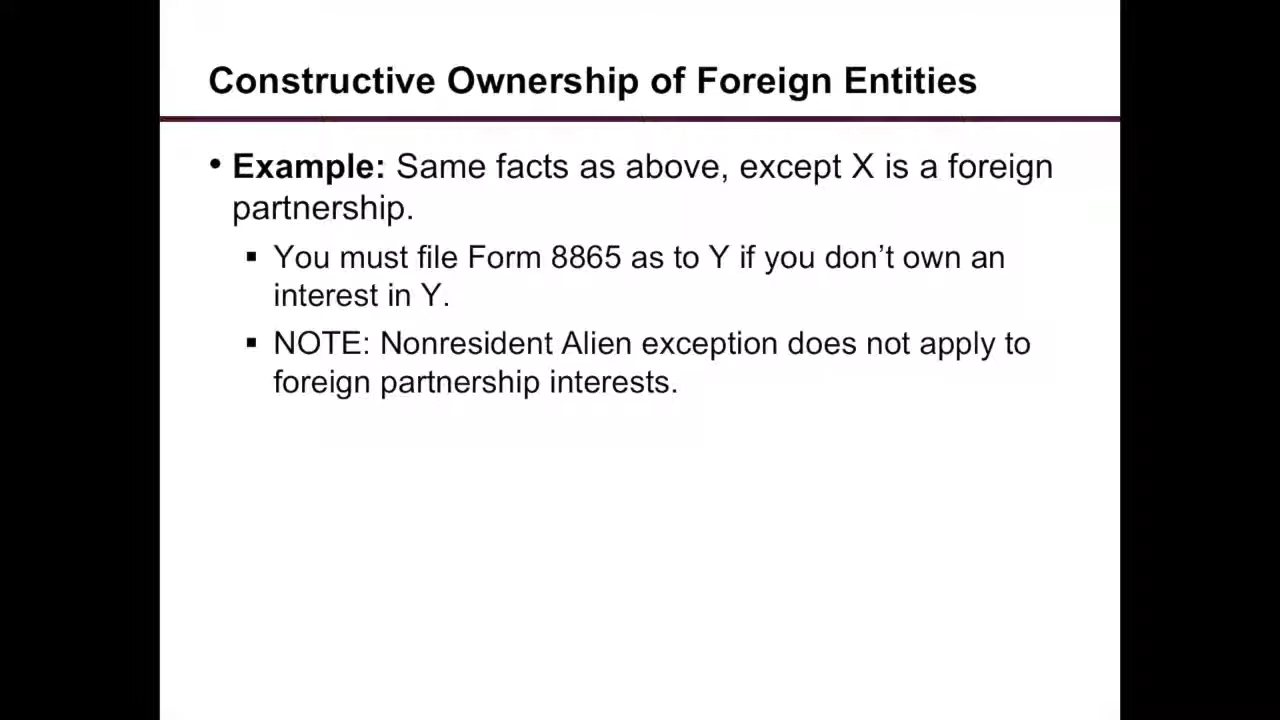 Constructive Ownership of Foreign Entities
• Example: Same facts as above, except X is a foreign
partnership.
▪ You must file Form 8865 as to Y if you don’t own an
interest in Y.
▪ NOTE: Nonresident Alien exception does not apply to
foreign partnership interests.